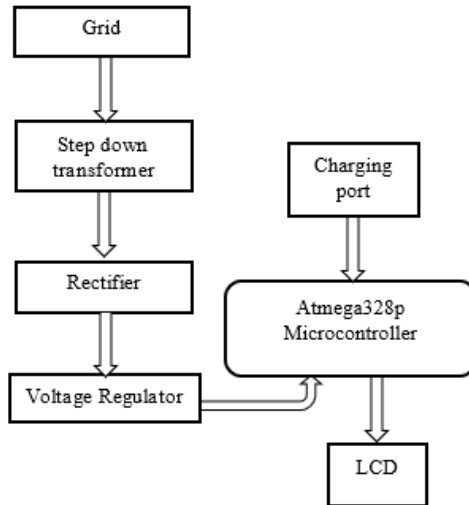 Grid
Step down
transformer
Rectifier
Voltage Regulator
Charging
port
Atmega328p
Microcontroller
LCD